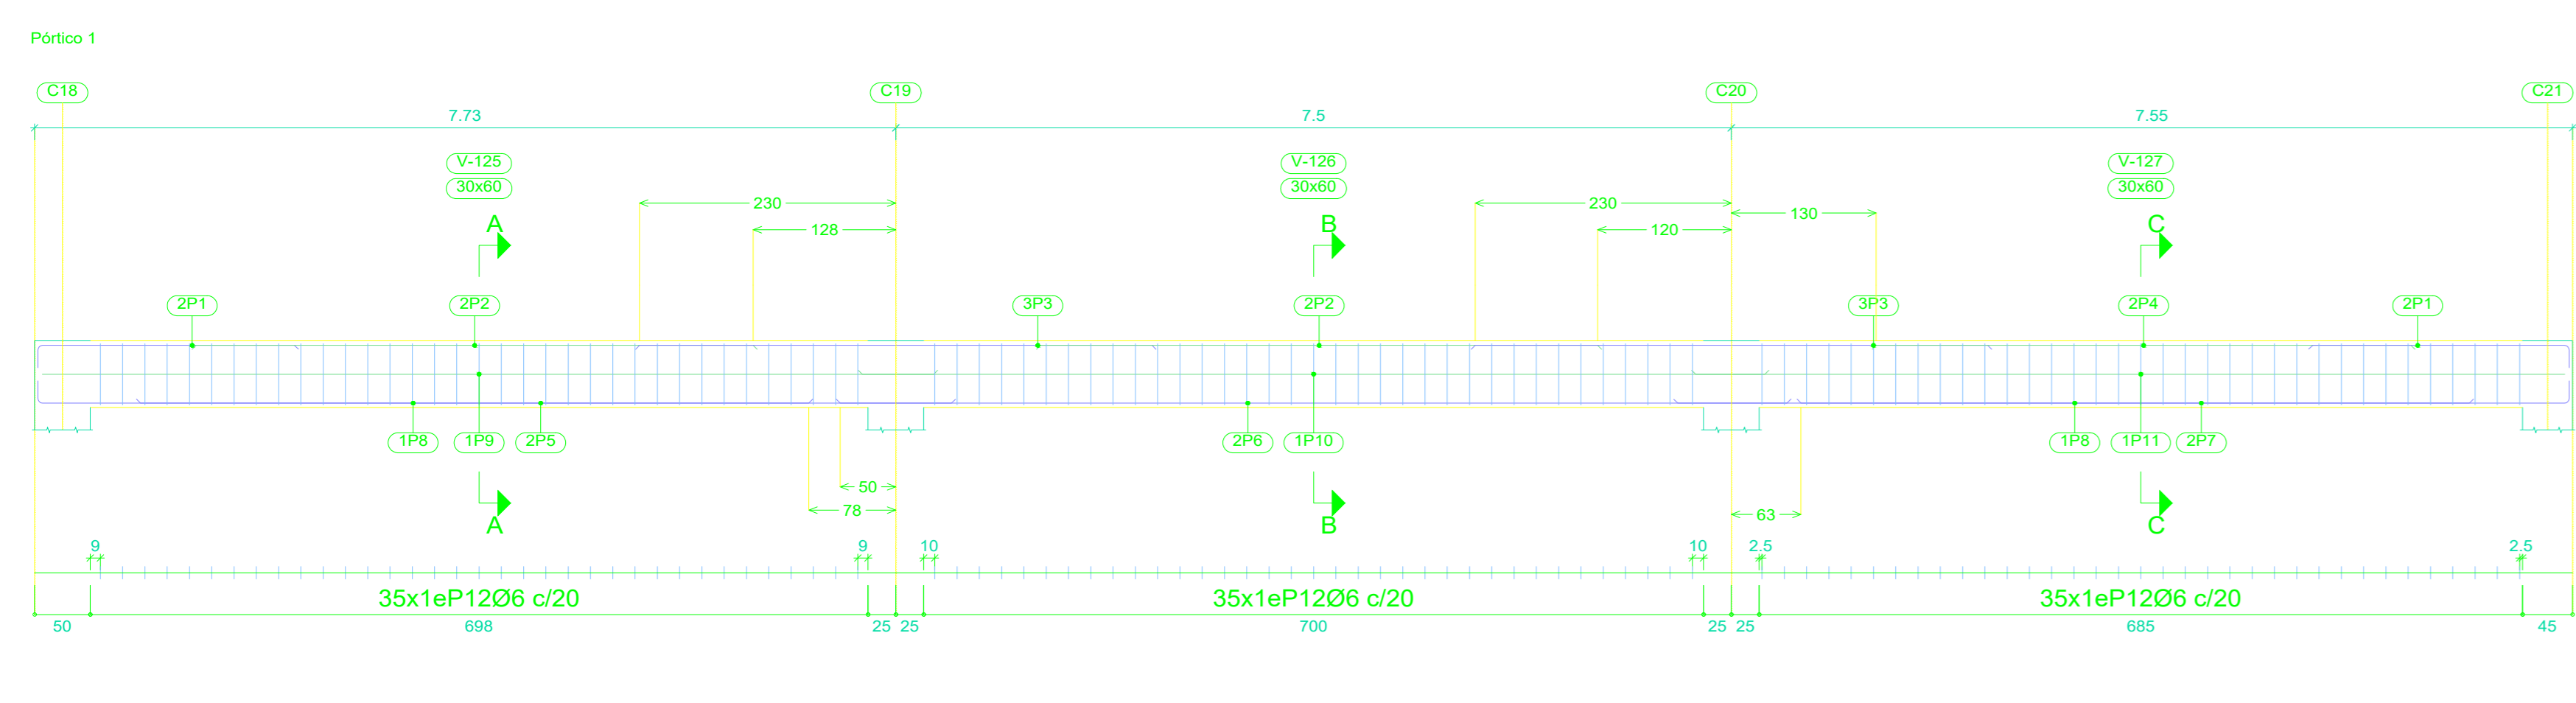 Pórtico 1
C18 C19 C20 C21
7.73 7.5 7.55
V-125 V-126 V-127
30x60 30x60 30x60
230 230 130
A B C
128 120
2P1 2P2 3P3 2P2 3P3 2P4 2P1
1P8 1P9 2P5 2P6 1P10 1P8 1P11 2P7
50
78 63
A B C
9 9 10 10 2.5 2.5
35x1eP12Ø6 c/20 35x1eP12Ø6 c/20 35x1eP12Ø6 c/20
50 698 25 25 700 25 25 685 45